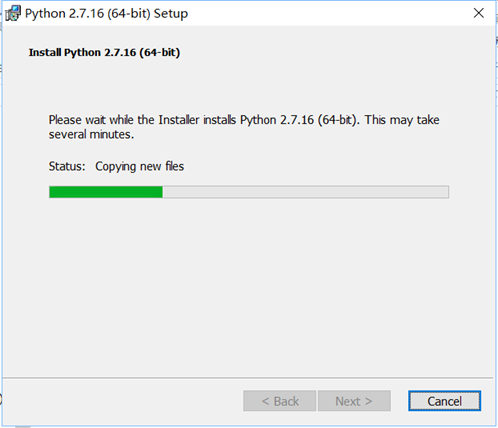 Python 2.7.16 (64-bit) Setup
Install Python 2.7.16 (64-bit)
Please wait while the Installer installs Python 2.7.16 (64-bit). This may take
several minutes.
Status: Copying new files
< Back Next > Cancel